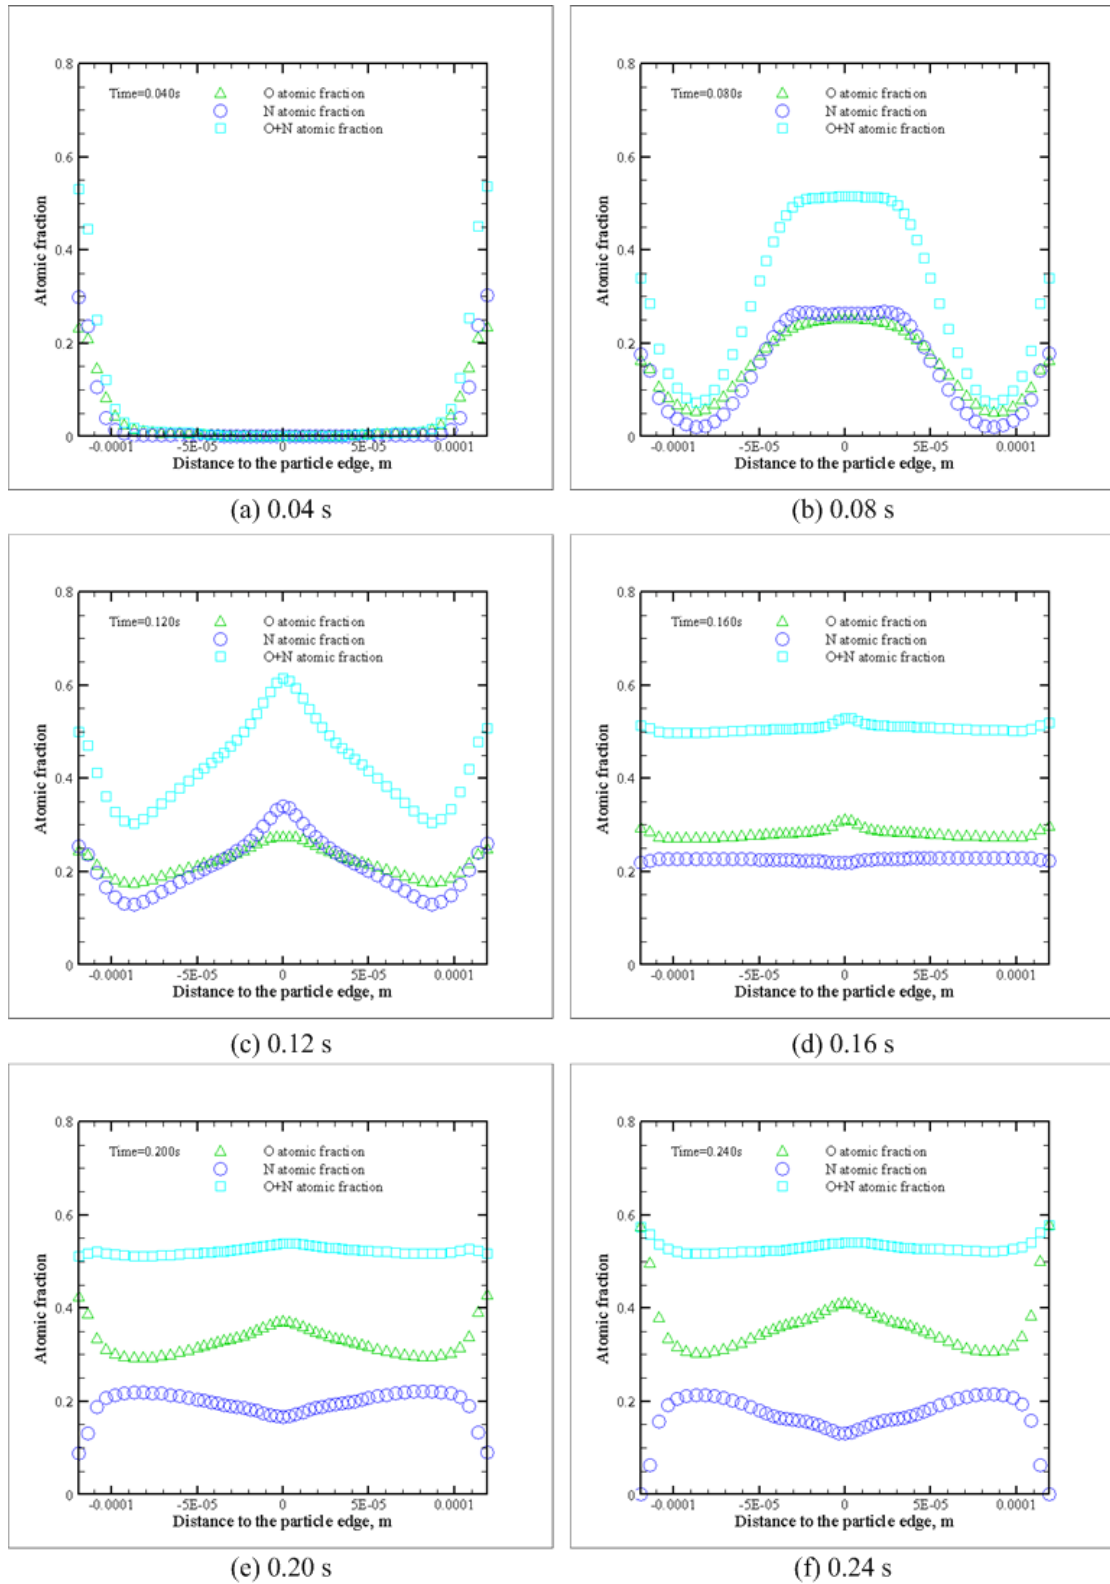 0.8
Time=0.040s O atomic fraction
N atomic fraction
O+N atomic fraction
0.6
0.4
0.2
0
Atomic fraction
-0.0001 -5E-05 0 5E-05 0.0001
Distance to the particle edge, m
(a) 0.04 s
0.8
Time=0.080s O atomic fraction
N atomic fraction
O+N atomic fraction
0.6
0.4
0.2
0
Atomic fraction
-0.0001 -5E-05 0 5E-05 0.0001
Distance to the particle edge, m
(b) 0.08 s
0.8
Time=0.120s O atomic fraction
N atomic fraction
O+N atomic fraction
0.6
0.4
0.2
0
Atomic fraction
-0.0001 -5E-05 0 5E-05 0.0001
Distance to the particle edge, m
(c) 0.12 s
0.8
Time=0.160s O atomic fraction
N atomic fraction
O+N atomic fraction
0.6
0.4
0.2
0
Atomic fraction
-0.0001 -5E-05 0 5E-05 0.0001
Distance to the particle edge, m
(d) 0.16 s
0.8
Time=0.200s O atomic fraction
N atomic fraction
O+N atomic fraction
0.6
0.4
0.2
0
Atomic fraction
-0.0001 -5E-05 0 5E-05 0.0001
Distance to the particle edge, m
(e) 0.20 s
0.8
Time=0.240s O atomic fraction
N atomic fraction
O+N atomic fraction
0.6
0.4
0.2
0
Atomic fraction
-0.0001 -5E-05 0 5E-05 0.0001
Distance to the particle edge, m
(f) 0.24 s